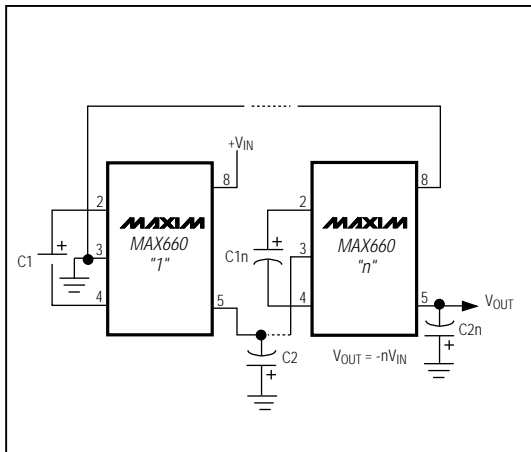 +VIN
8
8
2
2
MAXIM
MAX660
"1"
MAXIM
MAX660
"n"
C1
+
3
C1n
+
3
4
5
4
5
VOUT
C2
+
C2n
+
VOUT = -nVIN